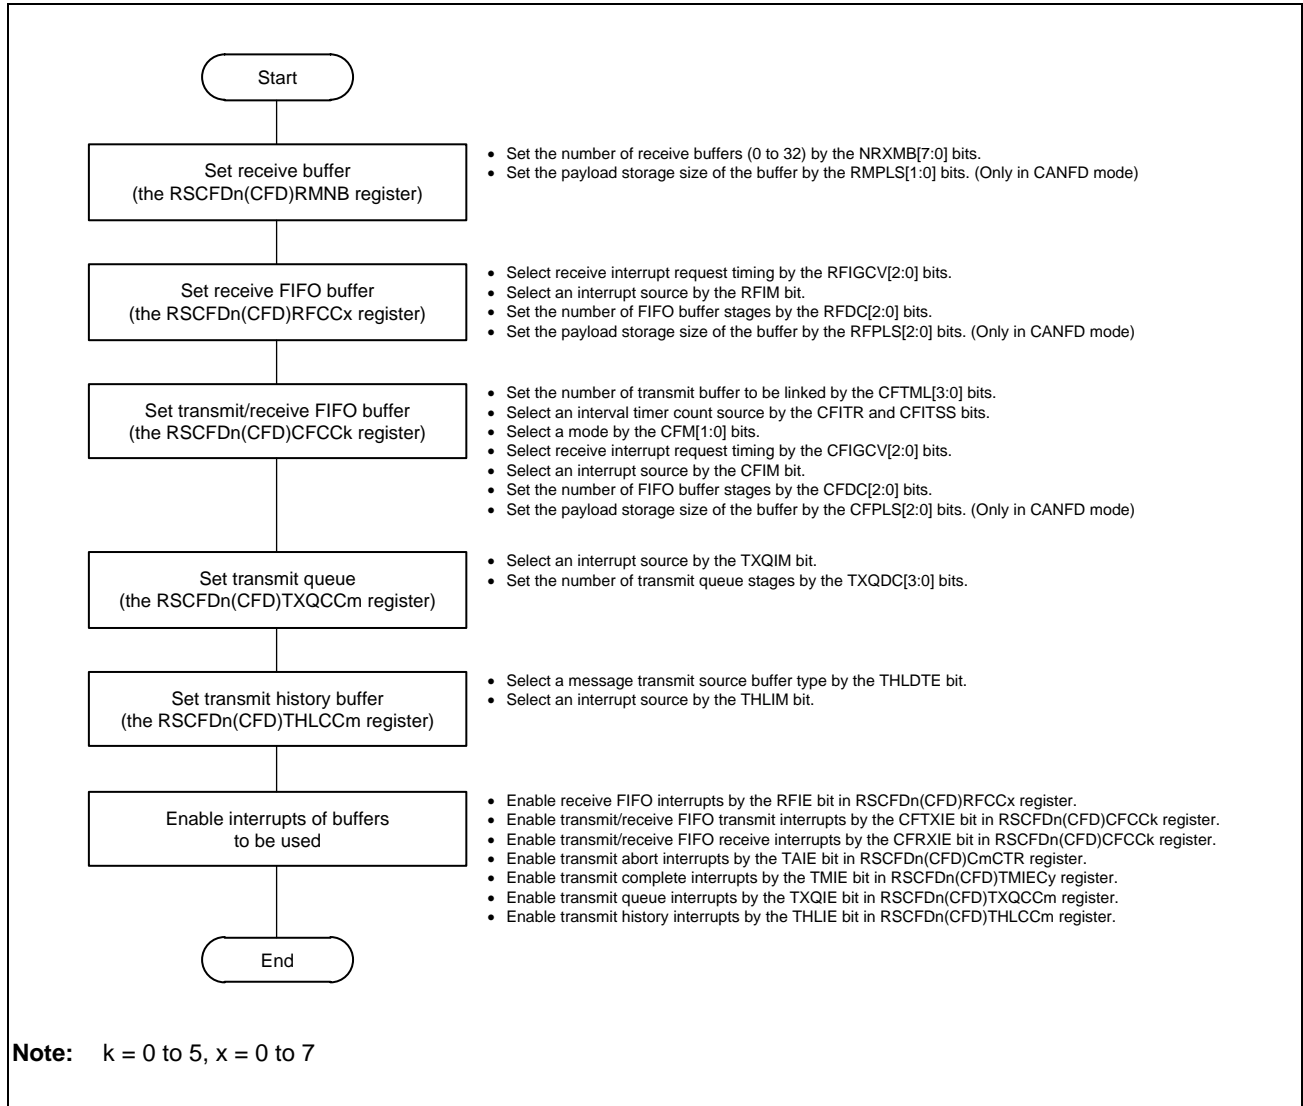 Start
Set receive buffer
(the RSCFDn(CFD)RMNB register)
• Set the number of receive buffers (0 to 32) by the NRXMB[7:0] bits.
• Set the payload storage size of the buffer by the RMPLS[1:0] bits. (Only in CANFD mode)
Set receive FIFO buffer
(the RSCFDn(CFD)RFCCx register)
• Select receive interrupt request timing by the RFIGCV[2:0] bits.
• Select an interrupt source by the RFIM bit.
• Set the number of FIFO buffer stages by the RFDC[2:0] bits.
• Set the payload storage size of the buffer by the RFPLS[2:0] bits. (Only in CANFD mode)
Set transmit/receive FIFO buffer
(the RSCFDn(CFD)CFCCk register)
• Set the number of transmit buffer to be linked by the CFTML[3:0] bits.
• Select an interval timer count source by the CFITR and CFITSS bits.
• Select a mode by the CFM[1:0] bits.
• Select receive interrupt request timing by the CFIGCV[2:0] bits.
• Select an interrupt source by the CFIM bit.
• Set the number of FIFO buffer stages by the CFDC[2:0] bits.
• Set the payload storage size of the buffer by the CFPLS[2:0] bits. (Only in CANFD mode)
Set transmit queue
(the RSCFDn(CFD)TXQCCm register)
• Select an interrupt source by the TXQIM bit.
• Set the number of transmit queue stages by the TXQDC[3:0] bits.
Set transmit history buffer
(the RSCFDn(CFD)THLCCm register)
• Select a message transmit source buffer type by the THLDTE bit.
• Select an interrupt source by the THLIM bit.
Enable interrupts of buffers
to be used
• Enable receive FIFO interrupts by the RFIE bit in RSCFDn(CFD)RFCCx register.
• Enable transmit/receive FIFO transmit interrupts by the CFTXIE bit in RSCFDn(CFD)CFCCk register.
• Enable transmit/receive FIFO receive interrupts by the CFRXIE bit in RSCFDn(CFD)CFCCk register.
• Enable transmit abort interrupts by the TAIE bit in RSCFDn(CFD)CmCTR register.
• Enable transmit complete interrupts by the TMIE bit in RSCFDn(CFD)TMIECy register.
• Enable transmit queue interrupts by the TXQIE bit in RSCFDn(CFD)TXQCCm register.
• Enable transmit history interrupts by the THLIE bit in RSCFDn(CFD)THLCCm register.
End
Note: k = 0 to 5, x = 0 to 7